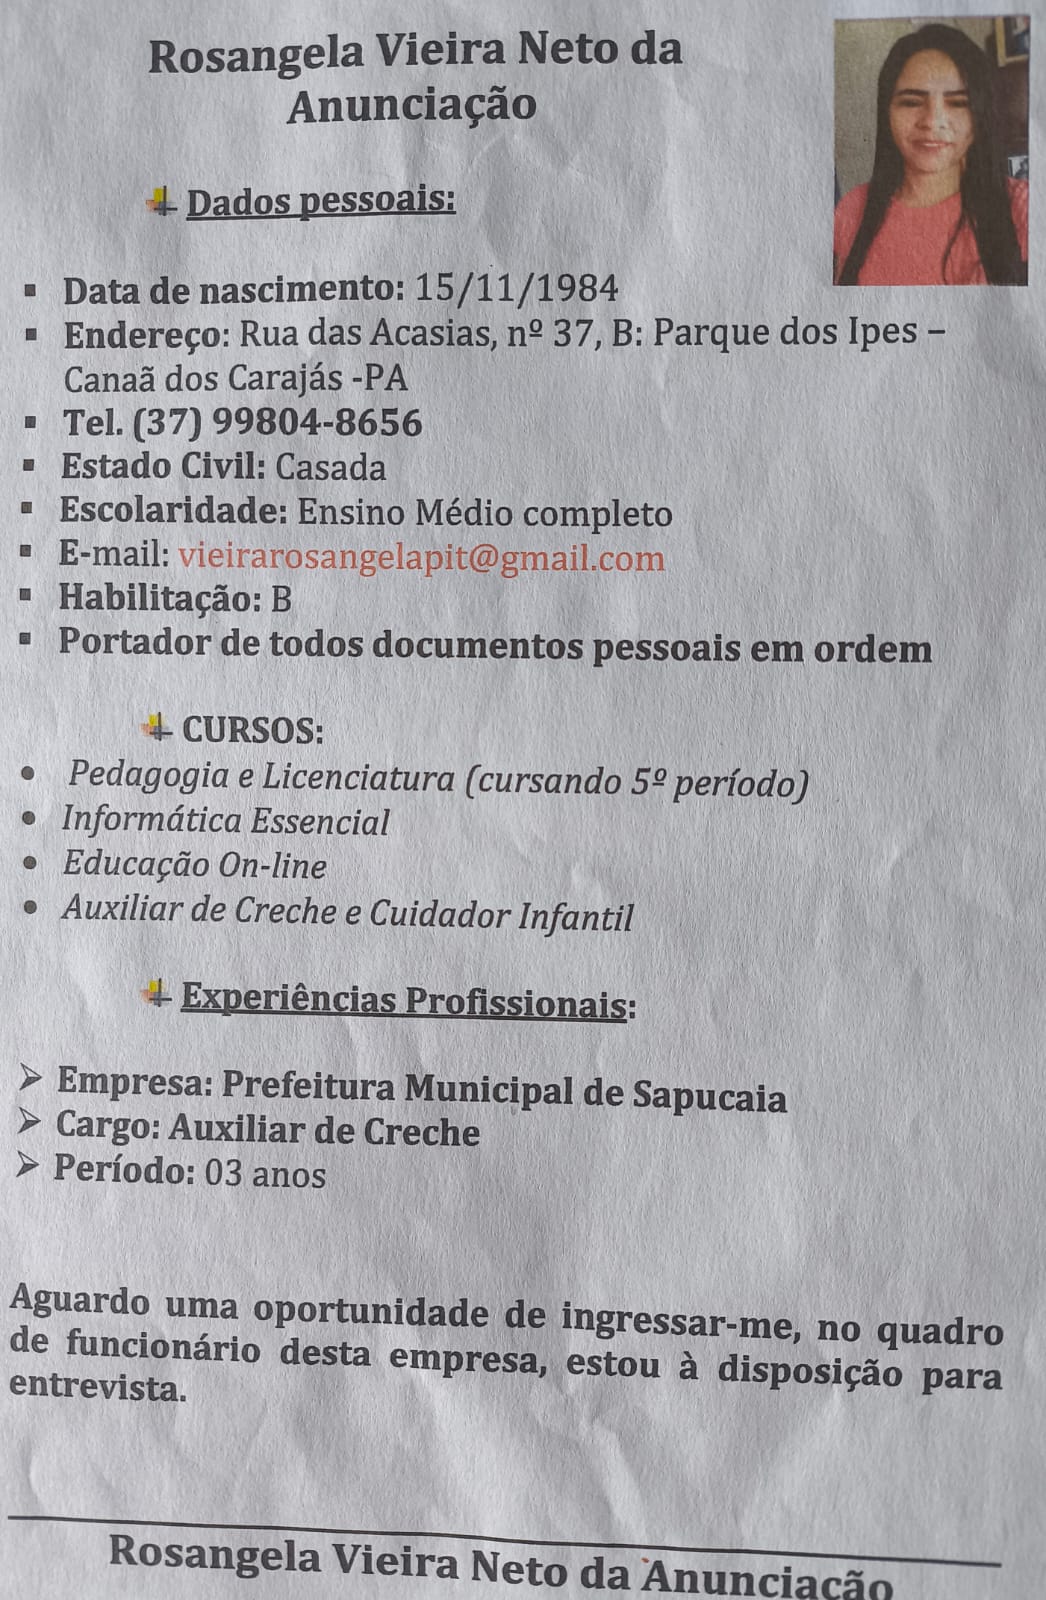 Rosangela Vieira Neto da
Anunciação
Dados pessoais:
▪ Data de nascimento: 15/11/1984
▪ Endereço: Rua das Acasias, nº 37, B: Parque dos Ipes –
Canaã dos Carajás -PA
▪ Tel. (37) 99804-8656
▪ Estado Civil: Casada
▪ Escolaridade: Ensino Médio completo
▪ E-mail: vieirarosangelapit@gmail.com
▪ Habilitação: B
▪ Portador de todos documentos pessoais em ordem
CURSOS:
• Pedagogia e Licenciatura (cursando 5º período)
• Informática Essencial
• Educação On-line
• Auxiliar de Creche e Cuidador Infantil
Experiências Profissionais:
➢ Empresa: Prefeitura Municipal de Sapucaia
➢ Cargo: Auxiliar de Creche
➢ Período: 03 anos
Aguardo uma oportunidade de ingressar-me, no quadro
de funcionário desta empresa, estou à disposição para
entrevista.
Rosangela Vieira Neto da Anunciação